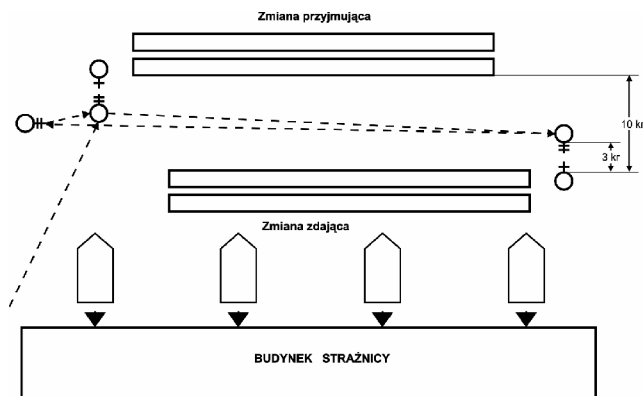 Zmiana przyjmująca
10 kr
3 kr
Zmiana zdająca
BUDYNEK STRAŻNICY